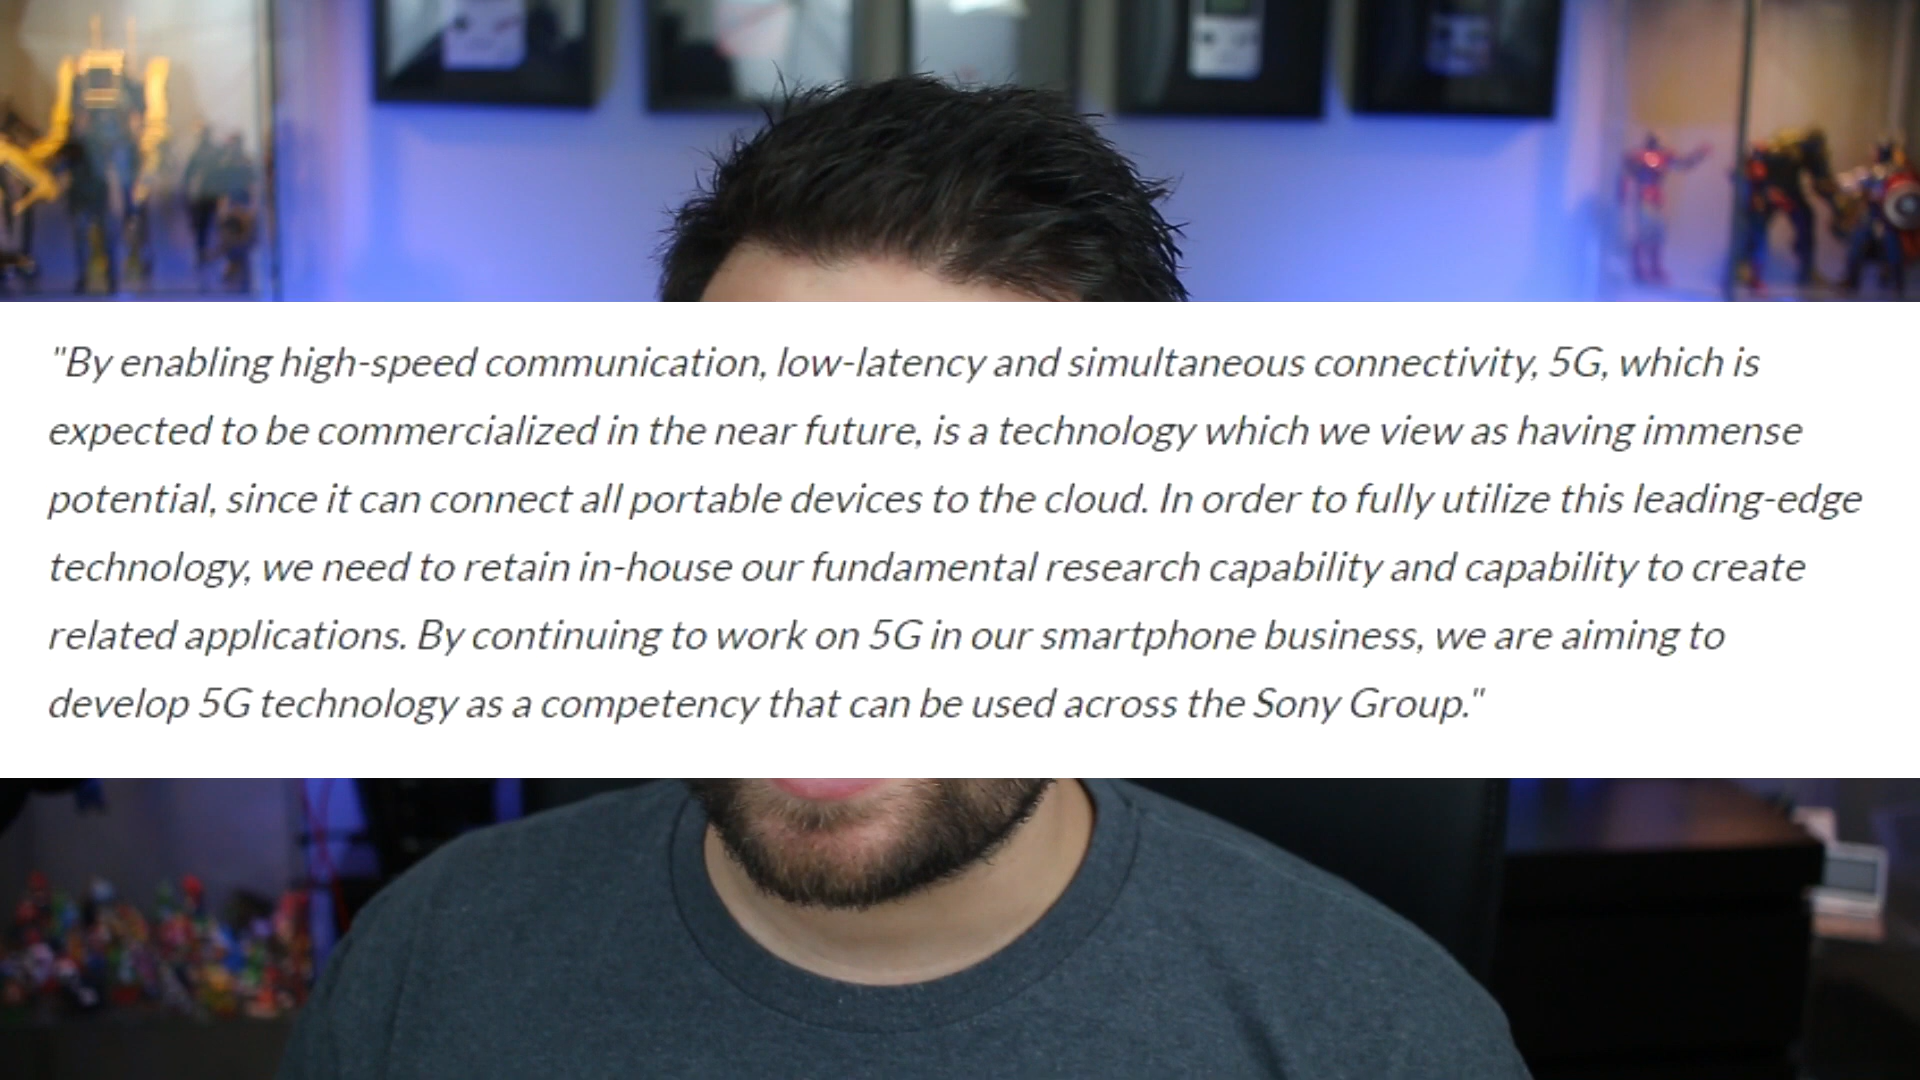 "By enabling high-speed communication, low-latency and simultaneous connectivity, 5G, which is
expected to be commercialized in the near future, is a technology which we view as having immense
potential, since it can connect all portable devices to the cloud. In order to fully utilize this leading-edge
technology, we need to retain in-house our fundamental research capability and capability to create
related applications. By continuing to work on 5G in our smartphone business, we are aiming to
develop 5G technology as a competency that can be used across the Sony Group."